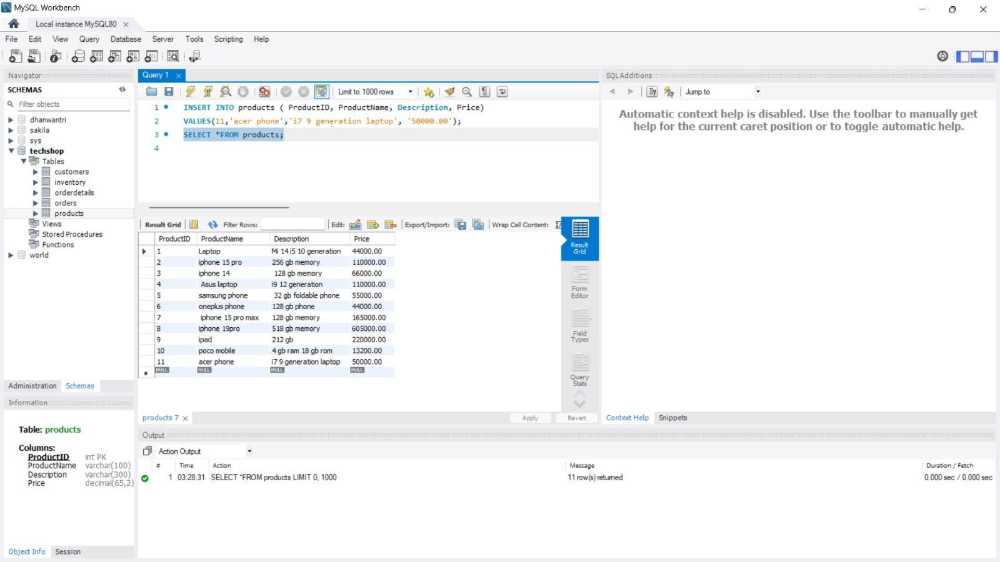 MySQL Workbench
Local instance MySQL80
File Edit View Query Database Server Tools Scripting Help
Navigator
SCHEMAS
Filter objects
dhanwantri
sakila
sys
techshop
Tables
customers
inventory
orderdetails
orders
products
Views
Stored Procedures
Functions
world
Administration Schemas
Information
Table: products
Columns:
ProductID int PK
ProductName varchar(100)
Description varchar(300)
Price decimal(65,2)
Object Info Session
Query 1
Limit to 1000 rows
1 INSERT INTO products ( ProductID, ProductName, Description, Price)
2 VALUES(11,'acer phone','i7 9 generation laptop', '50000.00');
3 SELECT *FROM products;
4
Result Grid Filter Rows: Edit: Export/Import: Wrap Cell Content:
ProductID ProductName Description Price
1 Laptop Mi 14 i5 10 generation 44000.00
2 iphone 15 pro 256 gb memory 110000.00
3 iphone 14 128 gb memory 66000.00
4 Asus laptop i9 12 generation 110000.00
5 samsung phone 32 gb foldable phone 55000.00
6 oneplus phone 128 gb phone 44000.00
7 iphone 15 pro max 128 gb memory 165000.00
8 iphone 19pro 518 gb memory 605000.00
9 ipad 212 gb 220000.00
10 poco mobile 4 gb ram 18 gb rom 13200.00
11 acer phone i7 9 generation laptop 50000.00
NULL NULL NULL NULL
Result
Grid
Form
Editor
Field
Types
Query
Stats
products 7 Apply Revert
SQLAdditions
Jump to
Automatic context help is disabled. Use the toolbar to manually get
help for the current caret position or to toggle automatic help.
Context Help Snippets
Output
Action Output
# Time Action Message Duration / Fetch
1 03:28:31 SELECT *FROM products LIMIT 0, 1000 11 row(s) returned 0.000 sec / 0.000 sec